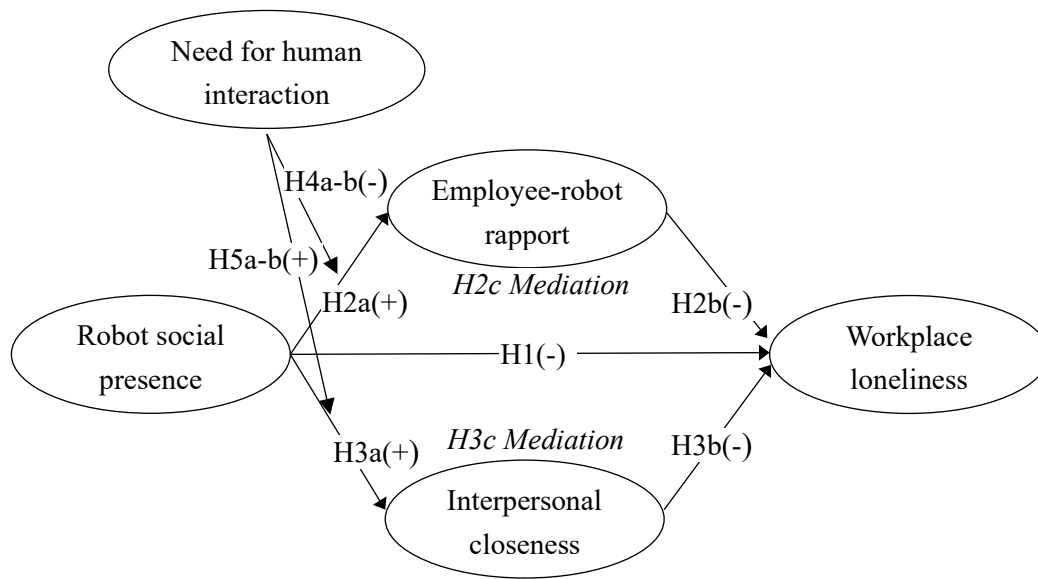 Need for human
interaction
H4a-b(-)
Employee-robot
rapport
H5a-b(+)
H2c Mediation
H2a(+)
H2b(-)
Robot social
presence
H1(-)
Workplace
loneliness
H3c Mediation
H3a(+)
H3b(-)
Interpersonal
closeness